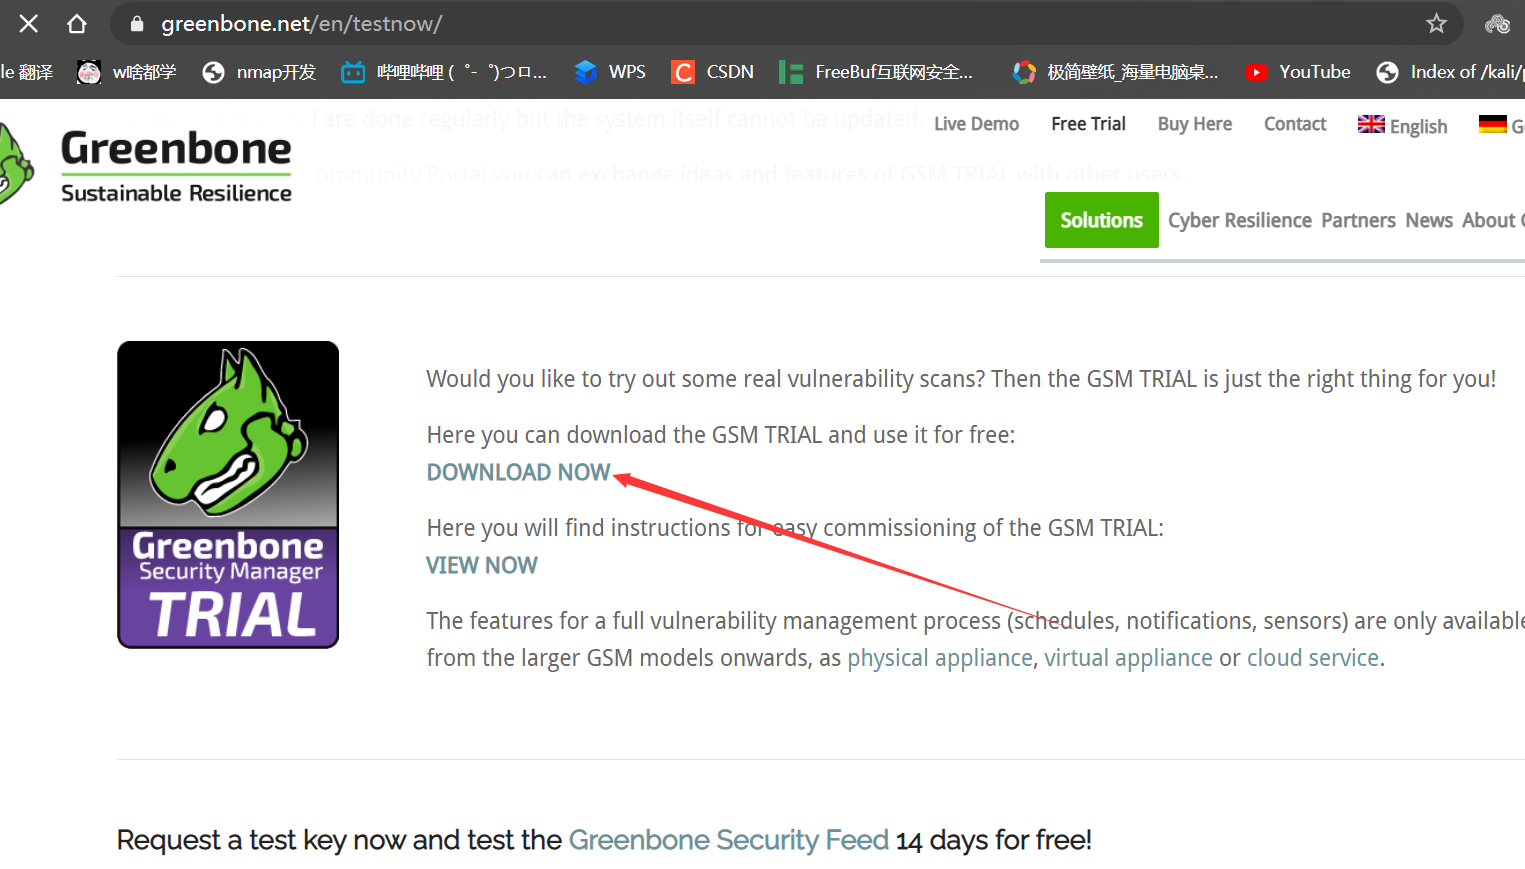 greenbone.net/en/testnow/
le 翻译 w啥都学 nmap开发 哔哩哔哩 (゜-゜)つロ... WPS CSDN FreeBuf互联网安全... 极简壁纸_海量电脑桌... YouTube Index of /kali/
are done regularly but the system itself cannot be updated.
Live Demo Free Trial Buy Here Contact English
Greenbone
Sustainable Resilience
ommunity Portal you can exchange ideas and features of GSM TRIAL with other users
Solutions Cyber Resilience Partners News About
Would you like to try out some real vulnerability scans? Then the GSM TRIAL is just the right thing for you!
Here you can download the GSM TRIAL and use it for free:
DOWNLOAD NOW
Here you will find instructions for easy commissioning of the GSM TRIAL:
VIEW NOW
The features for a full vulnerability management process (schedules, notifications, sensors) are only available
from the larger GSM models onwards, as physical appliance, virtual appliance or cloud service.
Greenbone
Security Manager
TRIAL
Request a test key now and test the Greenbone Security Feed 14 days for free!